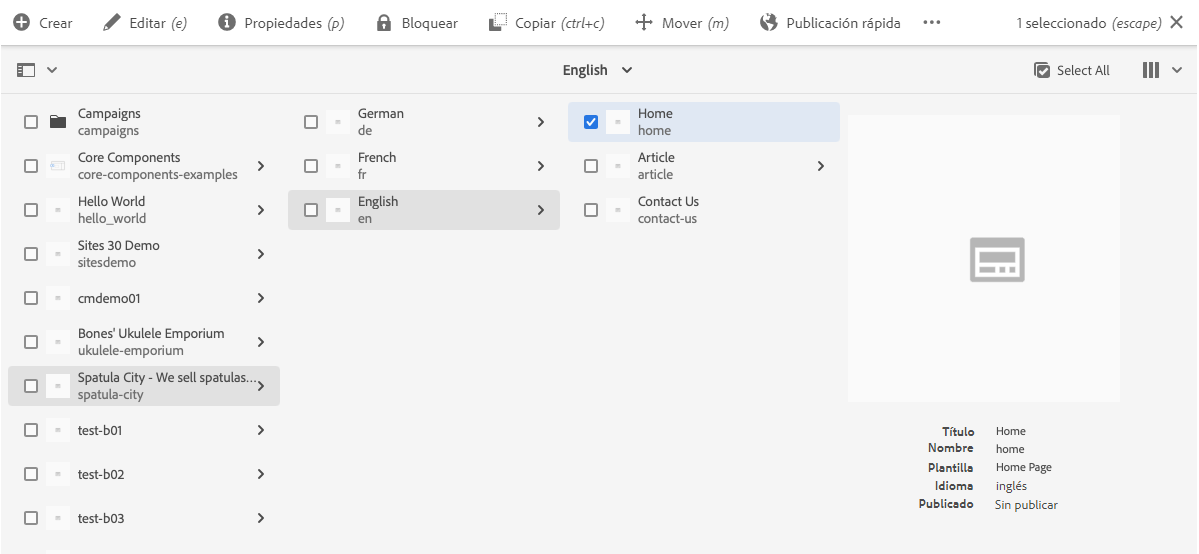 Crear Editar (e) Propiedades (p) Bloquear Copiar (ctrl+c) Mover (m) Publicación rápida 1 seleccionado (escape)
English Select All
Campaigns
campaigns
Core Components
core-components-examples
Hello World
hello_world
Sites 30 Demo
sitesdemo
cmdemo01
Bones' Ukulele Emporium
ukulele-emporium
Spatula City - We sell spatulas...
spatula-city
test-b01
test-b02
test-b03
German
de
French
fr
English
en
Home
home
Article
article
Contact Us
contact-us
Título Home
Nombre home
Plantilla Home Page
Idioma inglés
Publicado Sin publicar